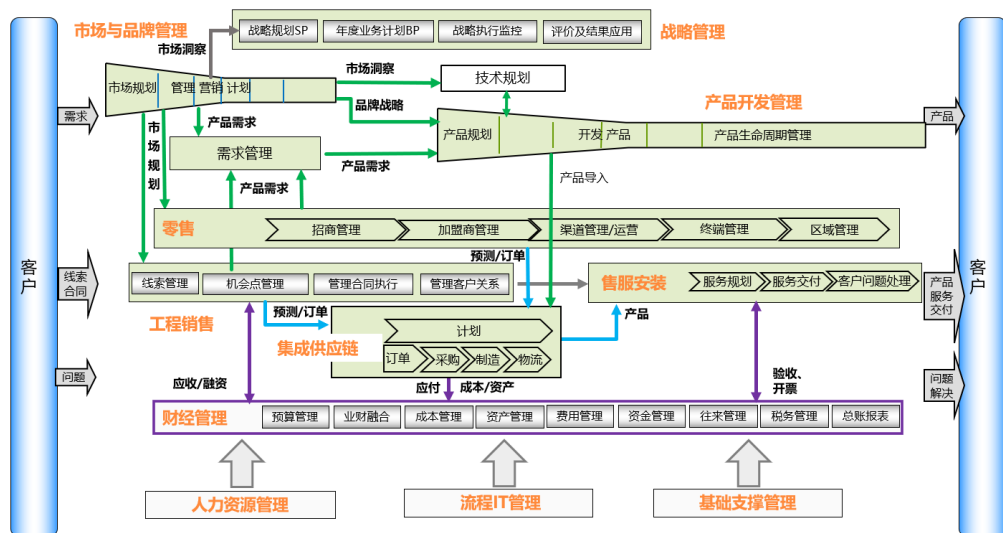 市场与品牌管理
战略规划SP
年度业务计划BP
战略执行监控
评价及结果应用
战略管理
市场洞察
市场规划
管理 营销 计划
市场洞察
技术规划
品牌战略
产品开发管理
需求
产品需求
市场规划
产品规划
开发 产品
产品生命周期管理
产品
需求管理
产品需求
产品需求
产品导入
零售
招商管理
加盟商管理
渠道管理/运营
终端管理
区域管理
预测/订单
客户
客户
线索
合同
线索管理
机会点管理
管理合同执行
管理客户关系
售服安装
服务规划
服务交付
客户问题处理
产品
服务
交付
工程销售
预测/订单
集成供应链
计划
产品
订单
采购
制造
物流
问题
应收/融资
应付
成本/资产
验收、
开票
问题
解决
财经管理
预算管理
业财融合
成本管理
资产管理
费用管理
资金管理
往来管理
税务管理
总账报表
人力资源管理
流程IT管理
基础支撑管理